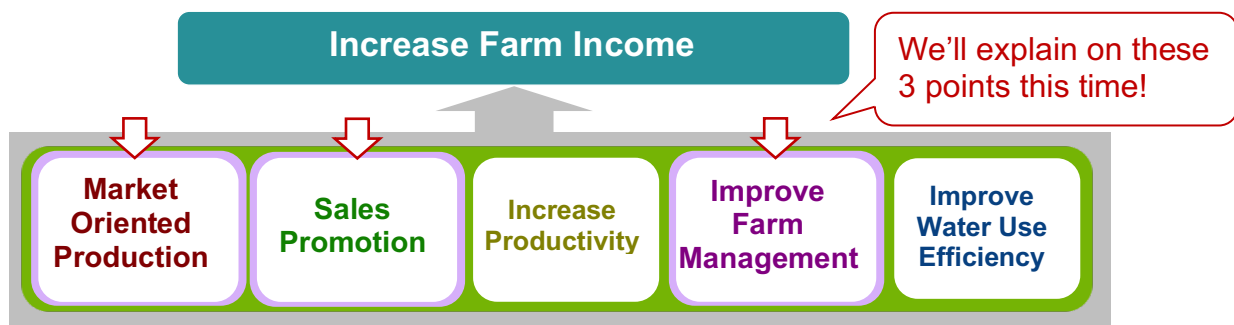 Increase Farm Income
We’ll explain on these
3 points this time!
Market
Oriented
Production
Sales
Promotion
Increase
Productivity
Improve
Farm
Management
Improve
Water Use
Efficiency